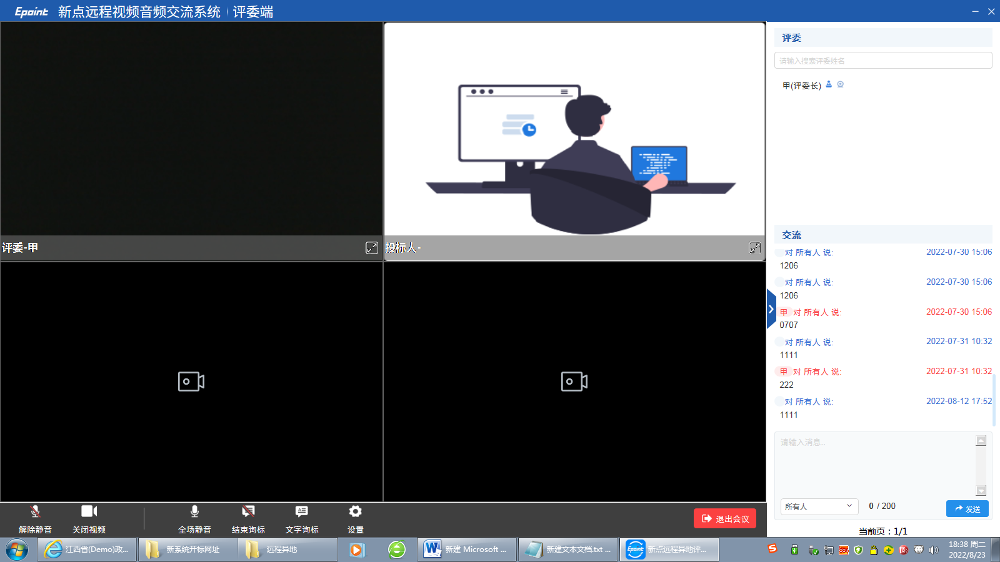 Epoint 新点远程视频音频交流系统 | 评委端
评委
请输入搜索评委姓名
甲(评委长)
评委-甲
投标人-
交流
对 所有人 说: 2022-07-30 15:06
1206
对 所有人 说: 2022-07-30 15:06
1206
甲 对 所有人 说: 2022-07-30 15:06
0707
对 所有人 说: 2022-07-31 10:32
1111
甲 对 所有人 说: 2022-07-31 10:32
222
对 所有人 说: 2022-08-12 17:52
1111
请输入消息..
所有人 0 / 200 发送
当前页：1/1
解除静音 关闭视频 全场静音 结束询标 文字询标 设置 退出会议
江西省(Demo)政... 新系统开标网址 远程异地 新建 Microsoft ... 新建文本文档.txt ... 新点远程异地评...
18:38 周二
2022/8/23